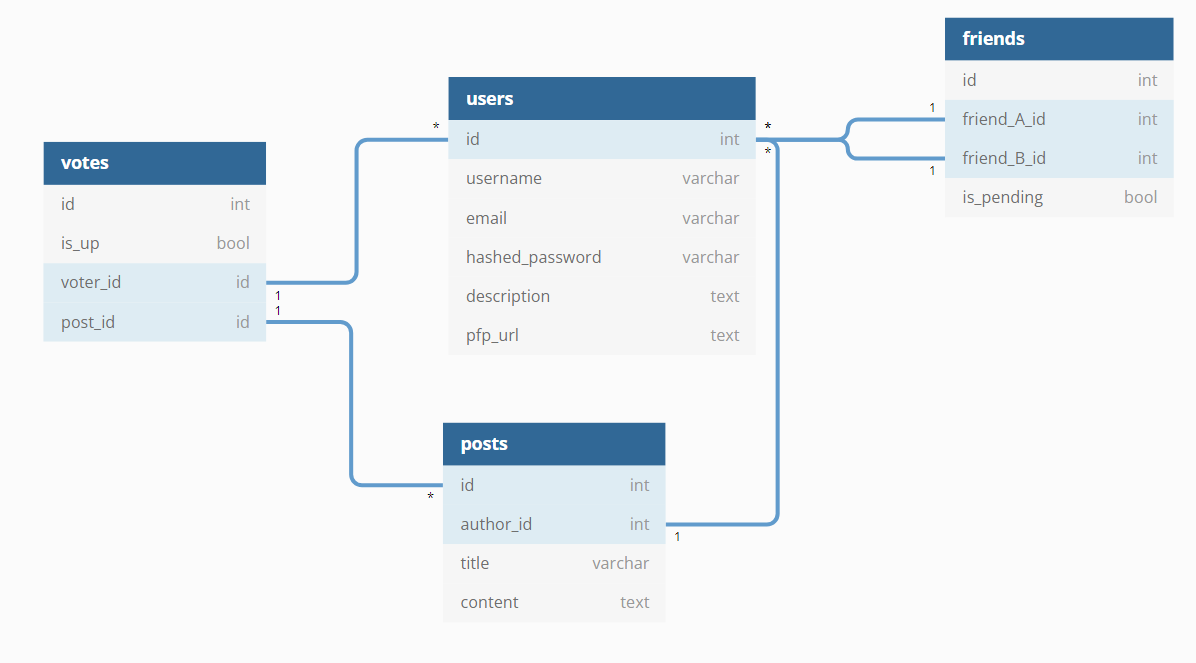 friends
id int
1
friend_A_id int
friend_B_id int
1
is_pending bool
users
*
*
id int
*
username varchar
email varchar
hashed_password varchar
description text
pfp_url text
votes
id int
is_up bool
voter_id id
1
1
post_id id
posts
id int
*
author_id int
1
title varchar
content text